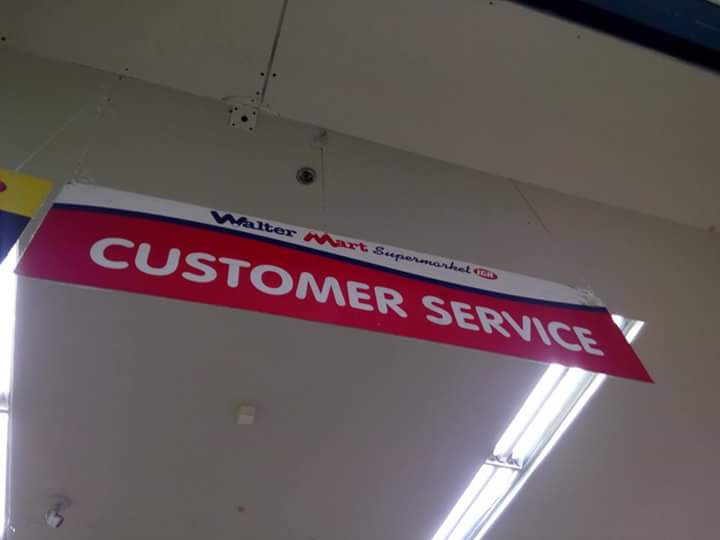 Walter Mart Supermarket IGA
CUSTOMER SERVICE